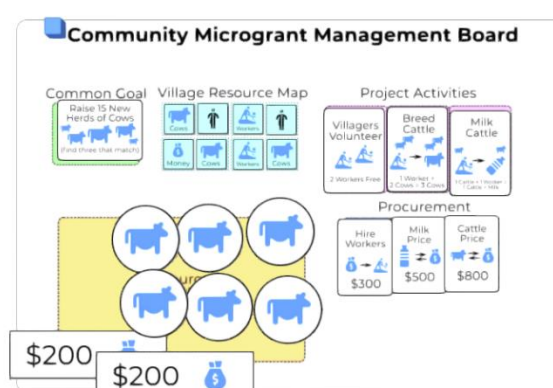 Community Microgrant Management Board
Common Goal
Raise 15 New
Herds of Cows
(Find three that match)
Village Resource Map
Cows
Workers
Money
Cows
Workers
Cows
Project Activities
Villagers
Volunteer
2 Workers Free
Breed
Cattle
1 Worker +
2 Cows = 3 Cows
Milk
Cattle
Procurement
Hire
Workers
$300
Milk
Price
$500
Cattle
Price
$800
$200
$200